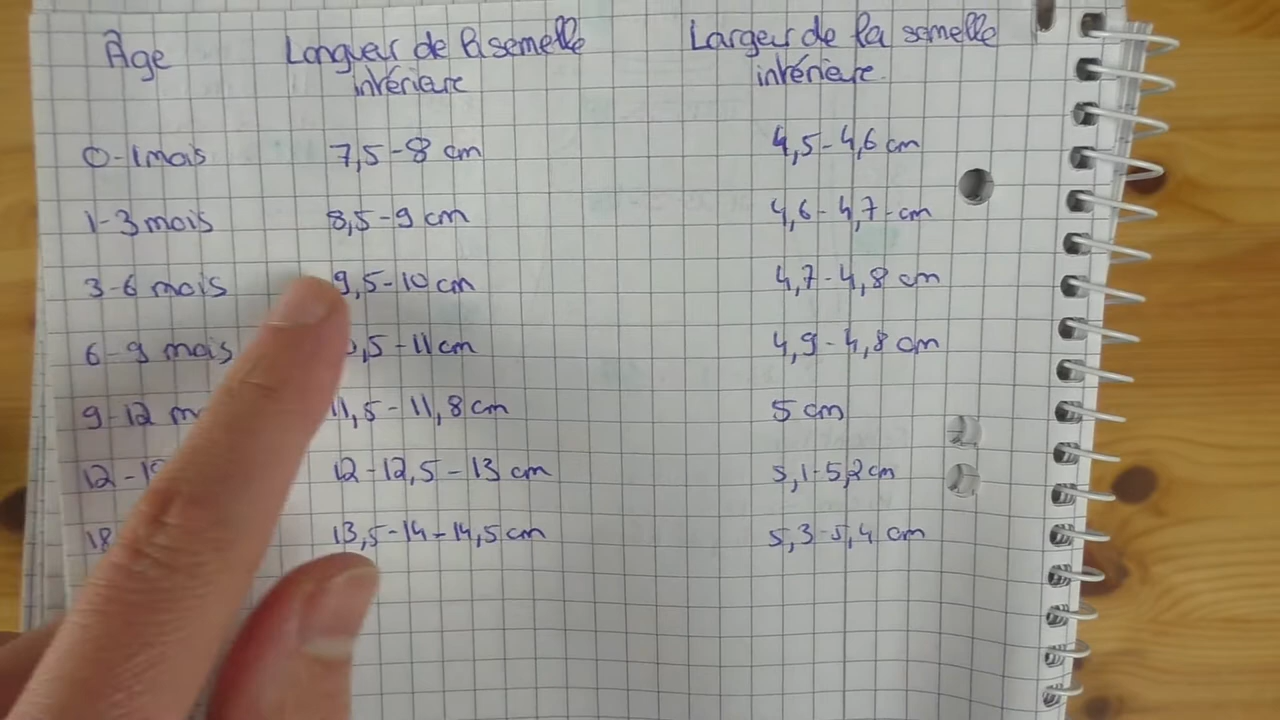 Âge Longueur de la semelle intérieure Largeur de la semelle intérieure
0-1 mois 7,5-8 cm 4,5-4,6 cm
1-3 mois 8,5-9 cm 4,6-4,7-cm
3-6 mois 9,5-10 cm 4,7-4,8 cm
6-9 mois ,5-11 cm 4,9-4,8 cm
9-12 11,5-11,8 cm 5 cm
12- 12-12,5-13 cm 5,1-5,2 cm
18 13,5-14-14,5 cm 5,3-5,4 cm